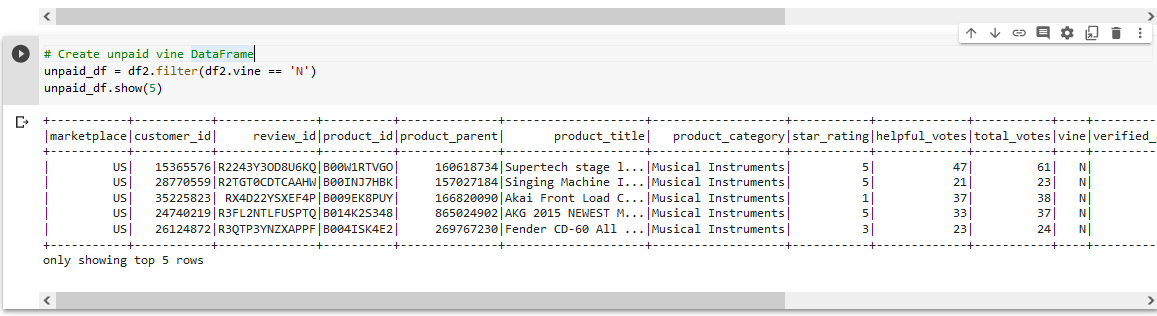 # Create unpaid vine DataFrame
unpaid_df = df2.filter(df2.vine == 'N')
unpaid_df.show(5)
+-----------+-----------+--------------+----------+--------------+--------------------+-------------------+-----------+-------------+-----------+----+---------
|marketplace|customer_id|     review_id|product_id|product_parent|       product_title|   product_category|star_rating|helpful_votes|total_votes|vine|verified_
+-----------+-----------+--------------+----------+--------------+--------------------+-------------------+-----------+-------------+-----------+----+---------
|         US|   15365576|R2243Y3OD8U6KQ|B00W1RTVGO|     160618734|Supertech stage l...|Musical Instruments|          5|           47|         61|   N|
|         US|   28770559|R2TGT0CDTCAAHW|B00INJ7HBK|     157027184|Singing Machine I...|Musical Instruments|          5|           21|         23|   N|
|         US|   35225823| RX4D22YSXEF4P|B009EK8PUY|     166820090|Akai Front Load C...|Musical Instruments|          1|           37|         38|   N|
|         US|   24740219|R3FL2NTLFUSPTQ|B014K2S348|     865024902|AKG 2015 NEWEST M...|Musical Instruments|          5|           33|         37|   N|
|         US|   26124872|R3QTP3YNZXAPPF|B004ISK4E2|     269767230|Fender CD-60 All ...|Musical Instruments|          3|           23|         24|   N|
+-----------+-----------+--------------+----------+--------------+--------------------+-------------------+-----------+-------------+-----------+----+---------
only showing top 5 rows